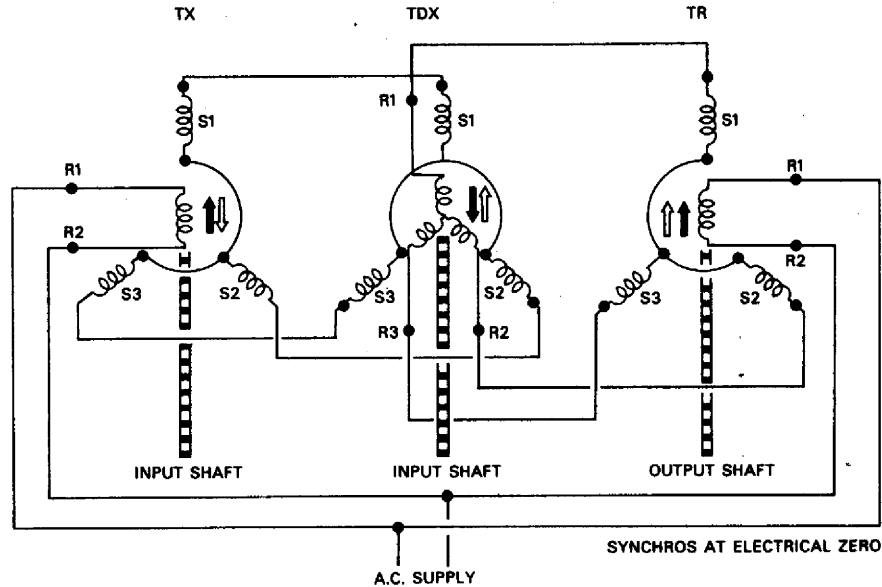 TX TDX TR
R1
S1 S1 S1
R1 R1
R2 R2
S3 S2 S3 S2 S3 S2
R3 R2
INPUT SHAFT INPUT SHAFT OUTPUT SHAFT
SYNCHROS AT ELECTRICAL ZERO
A.C. SUPPLY